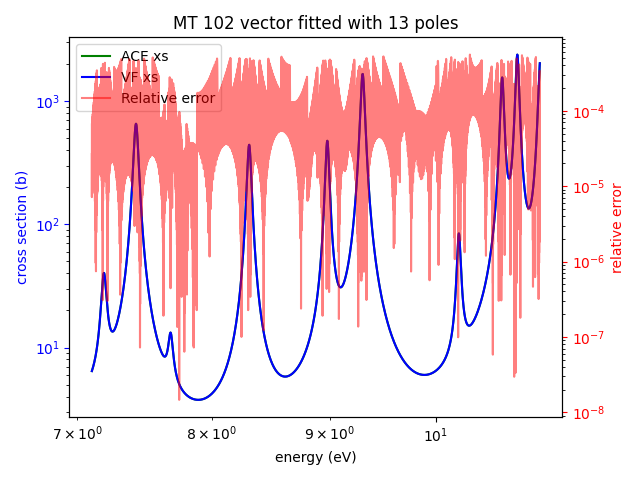 MT 102 vector fitted with 13 poles
ACE xs
VF xs
Relative error
cross section (b)
10³
10²
10¹
relative error
10⁻⁴
10⁻⁵
10⁻⁶
10⁻⁷
10⁻⁸
7 × 10⁰
8 × 10⁰
9 × 10⁰
10¹
energy (eV)